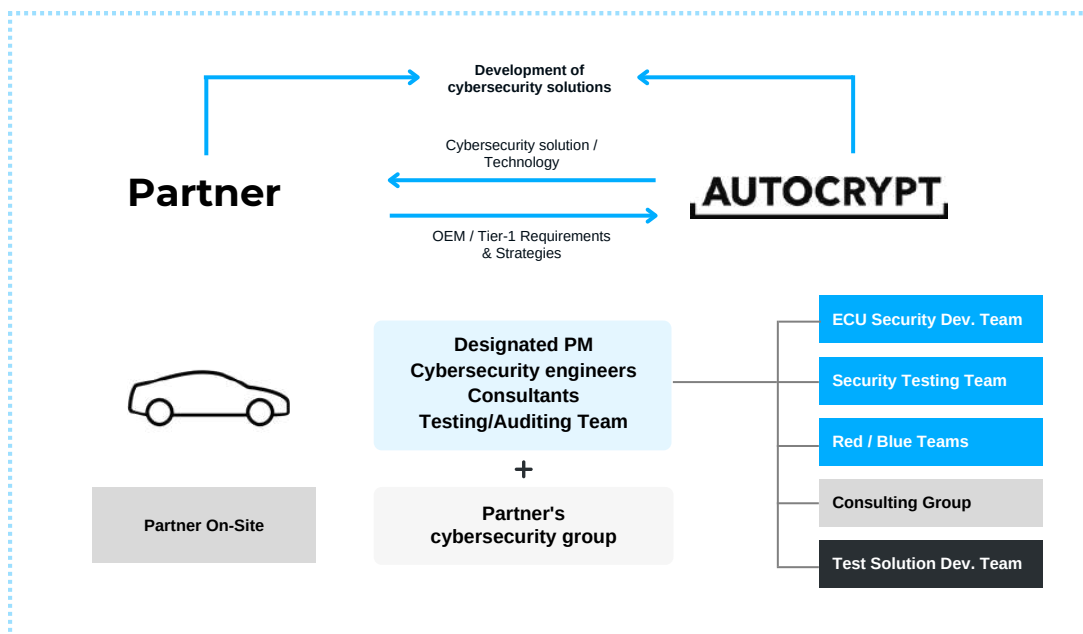 Development of
cybersecurity solutions
Cybersecurity solution /
Technology
Partner
AUTOCRYPT
OEM / Tier-1 Requirements
& Strategies
Designated PM
Cybersecurity engineers
Consultants
Testing/Auditing Team
+
Partner's
cybersecurity group
Partner On-Site
ECU Security Dev. Team
Security Testing Team
Red / Blue Teams
Consulting Group
Test Solution Dev. Team